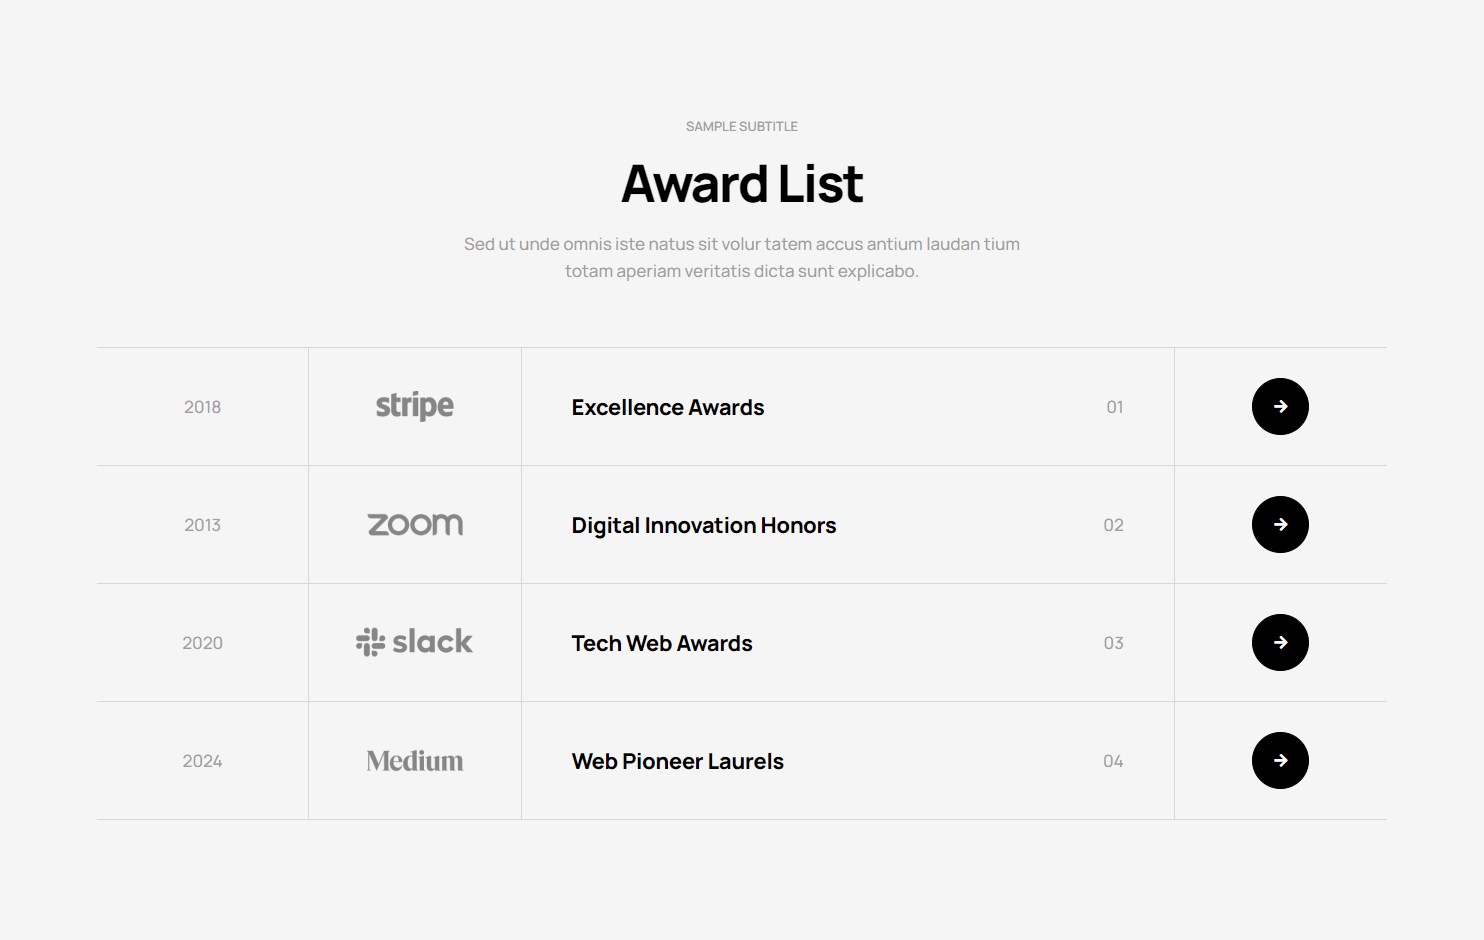 SAMPLE SUBTITLE
Award List
Sed ut unde omnis iste natus sit volur tatem accus antium laudan tium
totam aperiam veritatis dicta sunt explicabo.
2018 stripe Excellence Awards 01
2013 zoom Digital Innovation Honors 02
2020 slack Tech Web Awards 03
2024 Medium Web Pioneer Laurels 04